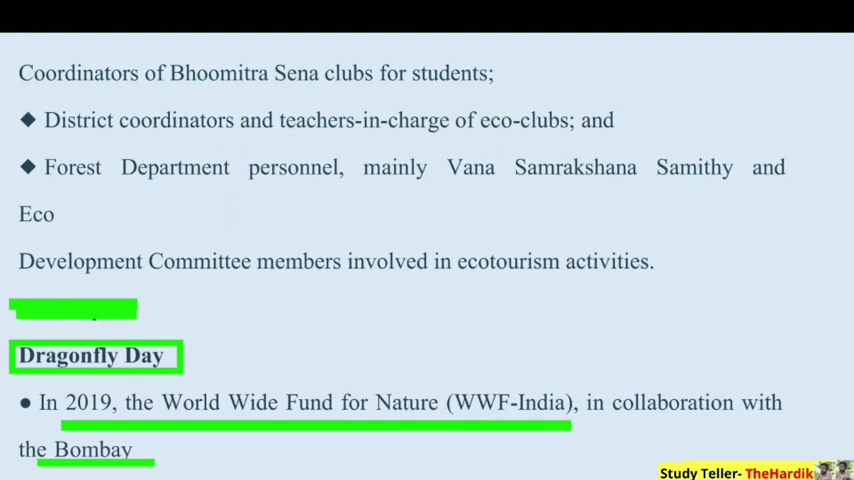 Coordinators of Bhoomitra Sena clubs for students;
◆ District coordinators and teachers-in-charge of eco-clubs; and
◆ Forest Department personnel, mainly Vana Samrakshana Samithy and
Eco
Development Committee members involved in ecotourism activities.
Dragonfly Day
● In 2019, the World Wide Fund for Nature (WWF-India), in collaboration with
the Bombay
Study Teller- TheHardik